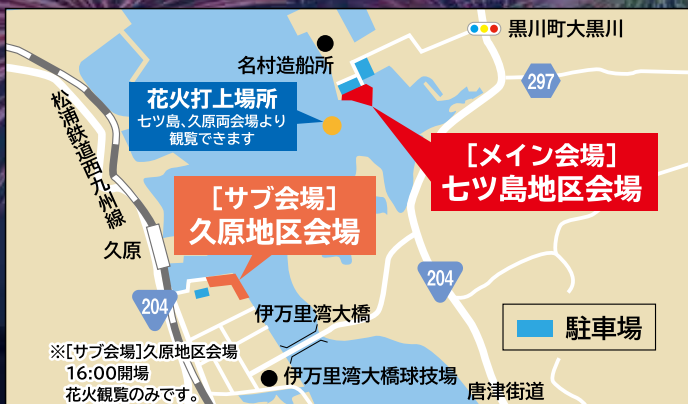 黒川町大黒川
名村造船所
297
花火打上場所
七ツ島、久原両会場より
観覧できます
松浦鉄道西九州線
［メイン会場］
七ツ島地区会場
［サブ会場］
久原地区会場
久原
204
204
伊万里湾大橋
駐車場
※［サブ会場］久原地区会場
16:00開場
花火観覧のみです。
伊万里湾大橋球技場
唐津街道